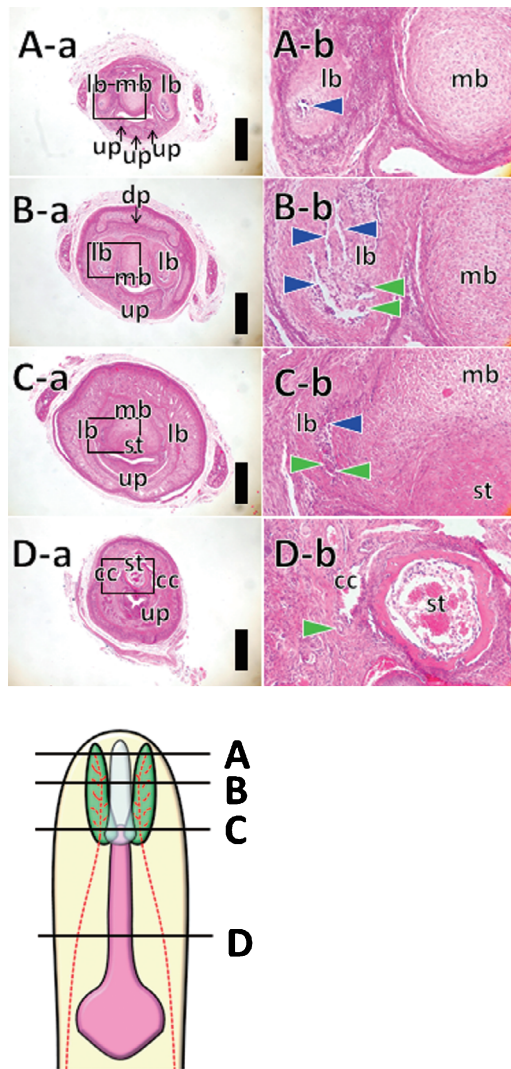 A-a
lb mb lb
up up up
A-b
lb
mb
B-a
dp
lb lb
mb
up
B-b
lb
mb
C-a
mb
lb lb
st
up
C-b
mb
lb
st
D-a
st
cc cc
up
D-b
cc
st
A
B
C
D